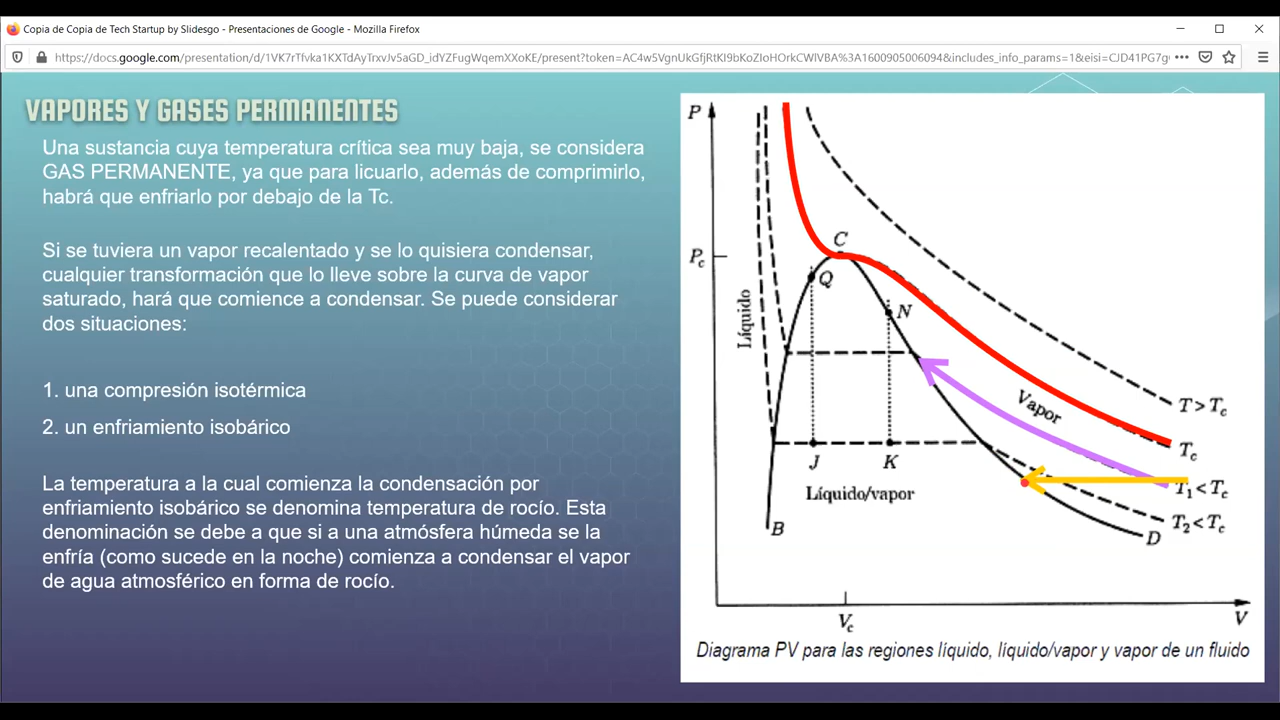 Copia de Copia de Tech Startup by Slidesgo - Presentaciones de Google - Mozilla Firefox
VAPORES Y GASES PERMANENTES
Una sustancia cuya temperatura crítica sea muy baja, se considera
GAS PERMANENTE, ya que para licuarlo, además de comprimirlo,
habrá que enfriarlo por debajo de la Tc.
Si se tuviera un vapor recalentado y se lo quisiera condensar,
cualquier transformación que lo lleve sobre la curva de vapor
saturado, hará que comience a condensar. Se puede considerar
dos situaciones:
1. una compresión isotérmica
2. un enfriamiento isobárico
La temperatura a la cual comienza la condensación por
enfriamiento isobárico se denomina temperatura de rocío. Esta
denominación se debe a que si a una atmósfera húmeda se la
enfría (como sucede en la noche) comienza a condensar el vapor
de agua atmosférico en forma de rocío.
P
Pc
C
Q
N
Líquido
Vapor
T > Tc
Tc
J
K
T1 < Tc
Líquido/vapor
T2 < Tc
B
D
Vc
V
Diagrama PV para las regiones líquido, líquido/vapor y vapor de un fluido